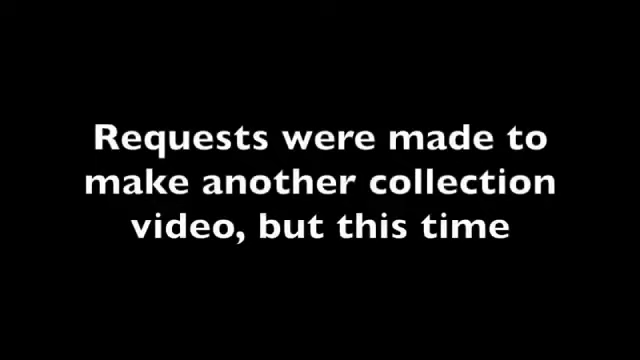 Requests were made to
make another collection
video, but this time